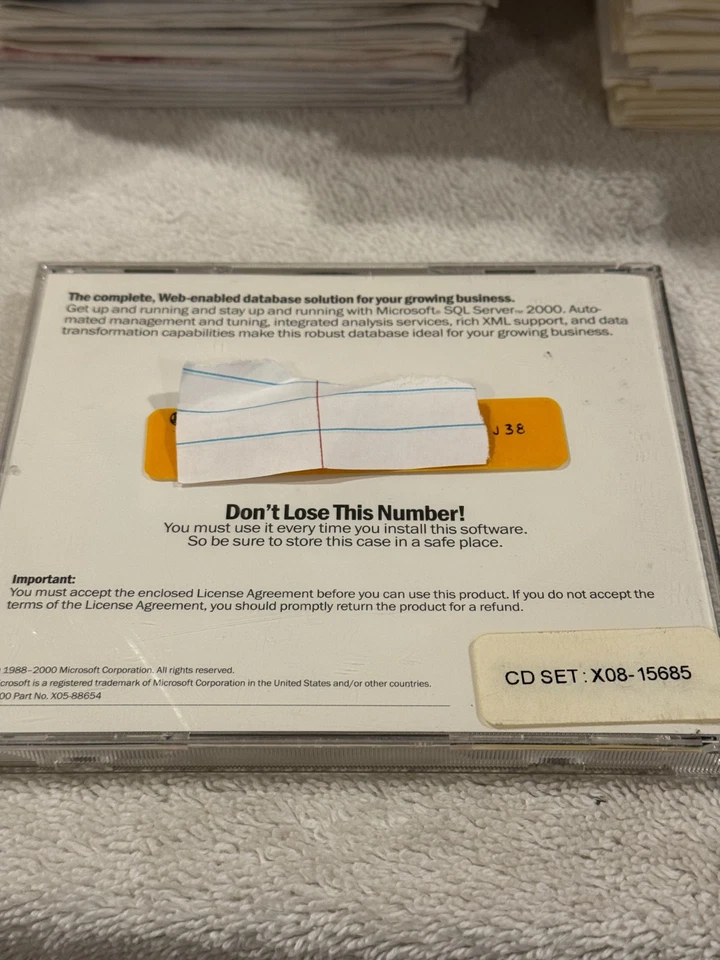 The complete, Web-enabled database solution for your growing business.
Get up and running and stay up and running with Microsoft® SQL Server™ 2000. Auto-
mated management and tuning, integrated analysis services, rich XML support, and data
transformation capabilities make this robust database ideal for your growing business.
J38
Don't Lose This Number!
You must use it every time you install this software.
So be sure to store this case in a safe place.
Important:
You must accept the enclosed License Agreement before you can use this product. If you do not accept the
terms of the License Agreement, you should promptly return the product for a refund.
1988–2000 Microsoft Corporation. All rights reserved.
crosoft is a registered trademark of Microsoft Corporation in the United States and/or other countries.
00 Part No. X05-88654
CD SET: X08-15685